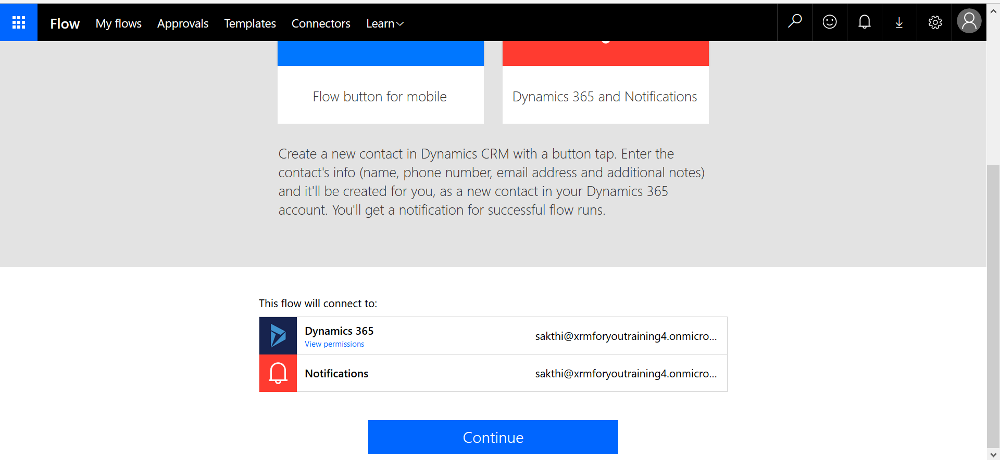 Flow My flows Approvals Templates Connectors Learn
Flow button for mobile
Dynamics 365 and Notifications
Create a new contact in Dynamics CRM with a button tap. Enter the
contact's info (name, phone number, email address and additional notes)
and it'll be created for you, as a new contact in your Dynamics 365
account. You'll get a notification for successful flow runs.
This flow will connect to:
Dynamics 365
View permissions
sakthi@xrmforyoutraining4.onmicro...
Notifications
sakthi@xrmforyoutraining4.onmicro...
Continue